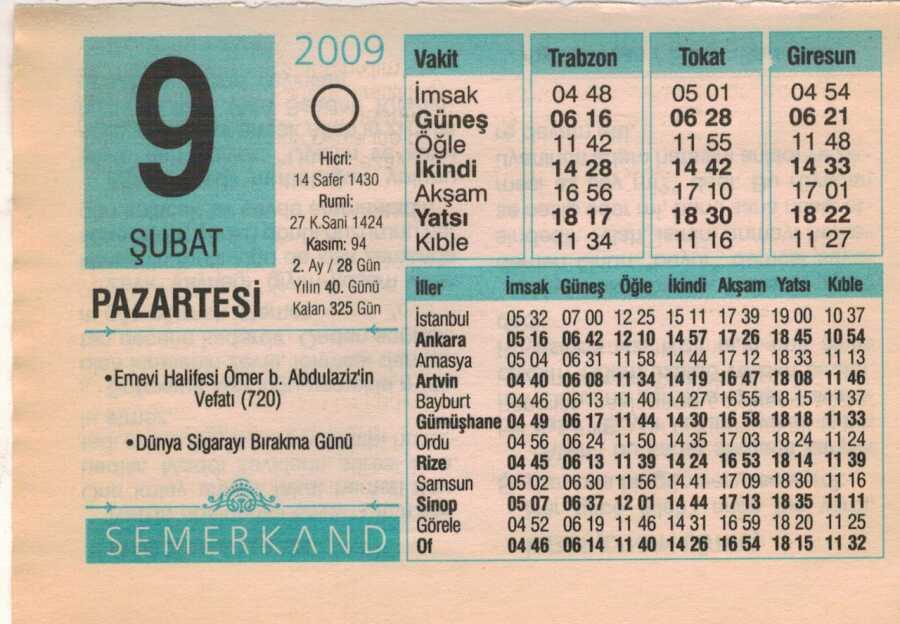 9
ŞUBAT
PAZARTESİ
2009
Hicri:
14 Safer 1430
Rumi:
27 K.Sani 1424
Kasım: 94
2. Ay / 28 Gün
Yılın 40. Günü
Kalan 325 Gün
•Emevi Halifesi Ömer b. Abdulaziz'in
Vefatı (720)
•Dünya Sigarayı Bırakma Günü
SEMERKAND
Vakit Trabzon Tokat Giresun
İmsak 04 48 05 01 04 54
Güneş 06 16 06 28 06 21
Öğle 11 42 11 55 11 48
İkindi 14 28 14 42 14 33
Akşam 16 56 17 10 17 01
Yatsı 18 17 18 30 18 22
Kıble 11 34 11 16 11 27
İller İmsak Güneş Öğle İkindi Akşam Yatsı Kıble
İstanbul 05 32 07 00 12 25 15 11 17 39 19 00 10 37
Ankara 05 16 06 42 12 10 14 57 17 26 18 45 10 54
Amasya 05 04 06 31 11 58 14 44 17 12 18 33 11 13
Artvin 04 40 06 08 11 34 14 19 16 47 18 08 11 46
Bayburt 04 46 06 13 11 40 14 27 16 55 18 15 11 37
Gümüşhane 04 49 06 17 11 44 14 30 16 58 18 18 11 33
Ordu 04 56 06 24 11 50 14 35 17 03 18 24 11 24
Rize 04 45 06 13 11 39 14 24 16 53 18 14 11 39
Samsun 05 02 06 30 11 56 14 41 17 09 18 30 11 16
Sinop 05 07 06 37 12 01 14 44 17 13 18 35 11 11
Görele 04 52 06 19 11 46 14 31 16 59 18 20 11 25
Of 04 46 06 14 11 40 14 26 16 54 18 15 11 32